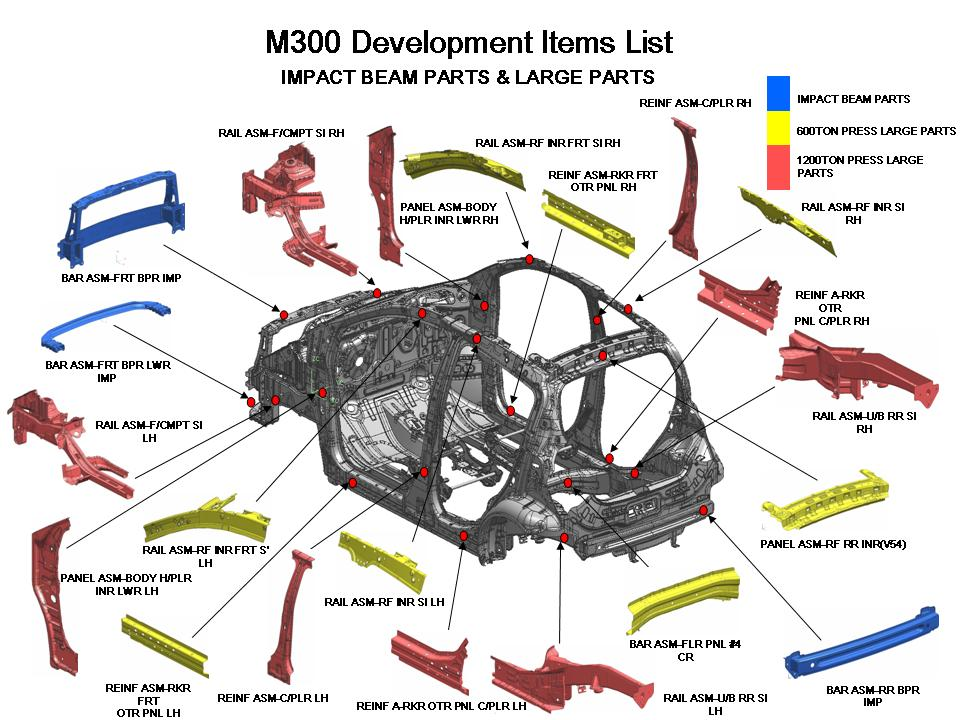 M300 Development Items List
IMPACT BEAM PARTS & LARGE PARTS
IMPACT BEAM PARTS
600TON PRESS LARGE PARTS
1200TON PRESS LARGE
PARTS
REINF ASM-C/PLR RH
RAIL ASM-F/CMPT SI RH
RAIL ASM-RF INR FRT SI RH
REINF ASM-RKR FRT
OTR PNL RH
PANEL ASM-BODY
H/PLR INR LWR RH
RAIL ASM-RF INR SI
RH
BAR ASM-FRT BPR IMP
REINF A-RKR
OTR
PNL C/PLR RH
BAR ASM-FRT BPR LWR
IMP
RAIL ASM-F/CMPT SI
LH
RAIL ASM-U/B RR SI
RH
RAIL ASM-RF INR FRT S'
LH
PANEL ASM-RF RR INR(V54)
PANEL ASM-BODY H/PLR
INR LWR LH
RAIL ASM-RF INR SI LH
BAR ASM-FLR PNL #4
CR
REINF ASM-RKR
FRT
OTR PNL LH
REINF ASM-C/PLR LH
REINF A-RKR OTR PNL C/PLR LH
RAIL ASM-U/B RR SI
LH
BAR ASM-RR BPR
IMP